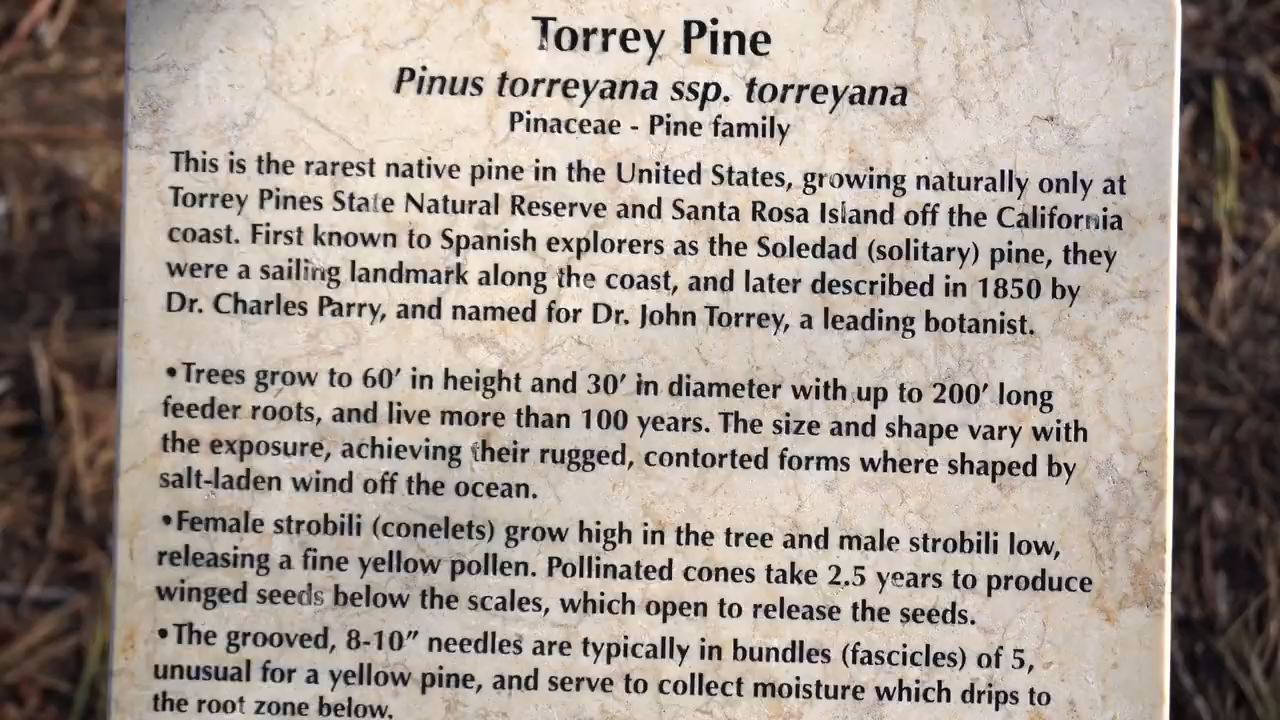 Torrey Pine
Pinus torreyana ssp. torreyana
Pinaceae - Pine family
This is the rarest native pine in the United States, growing naturally only at
Torrey Pines State Natural Reserve and Santa Rosa Island off the California
coast. First known to Spanish explorers as the Soledad (solitary) pine, they
were a sailing landmark along the coast, and later described in 1850 by
Dr. Charles Parry, and named for Dr. John Torrey, a leading botanist.
•Trees grow to 60′ in height and 30′ in diameter with up to 200′ long
feeder roots, and live more than 100 years. The size and shape vary with
the exposure, achieving their rugged, contorted forms where shaped by
salt-laden wind off the ocean.
•Female strobili (conelets) grow high in the tree and male strobili low,
releasing a fine yellow pollen. Pollinated cones take 2.5 years to produce
winged seeds below the scales, which open to release the seeds.
•The grooved, 8-10″ needles are typically in bundles (fascicles) of 5,
unusual for a yellow pine, and serve to collect moisture which drips to
the root zone below.